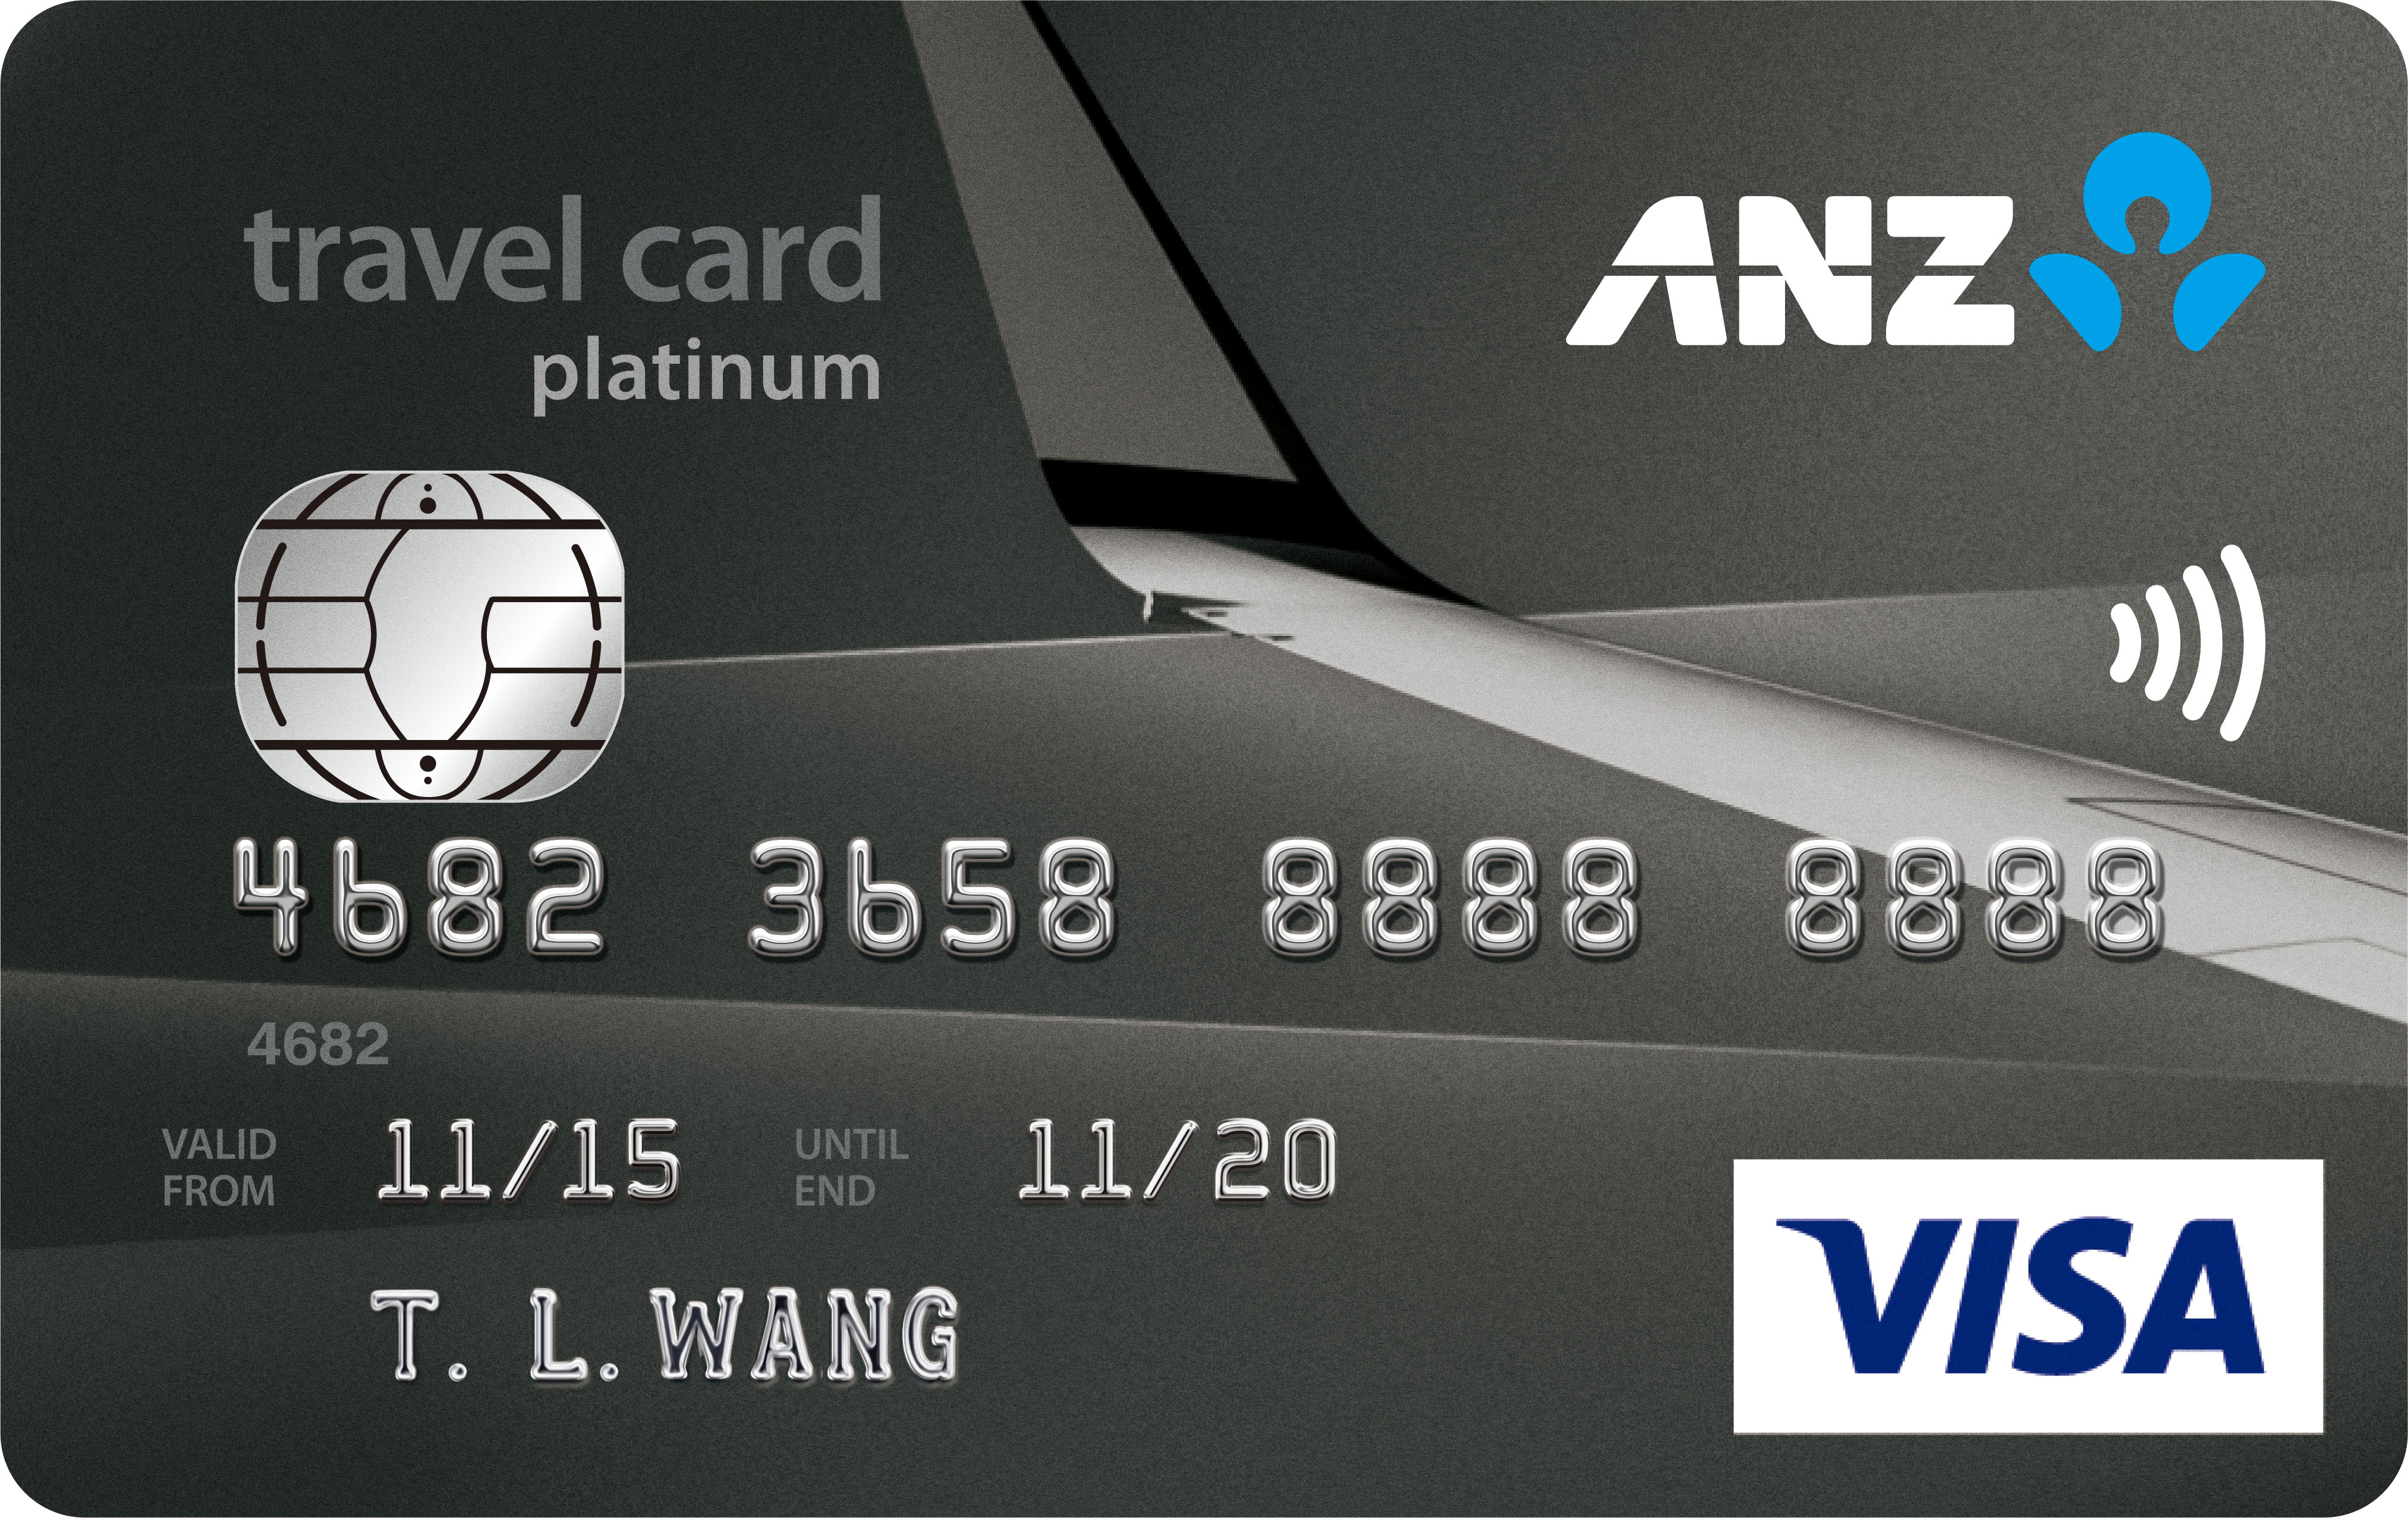 travel card
platinum
ANZ
4682 3658 8888 8888
4682
VALID FROM 11/15 UNTIL END 11/20
T. L. WANG
VISA